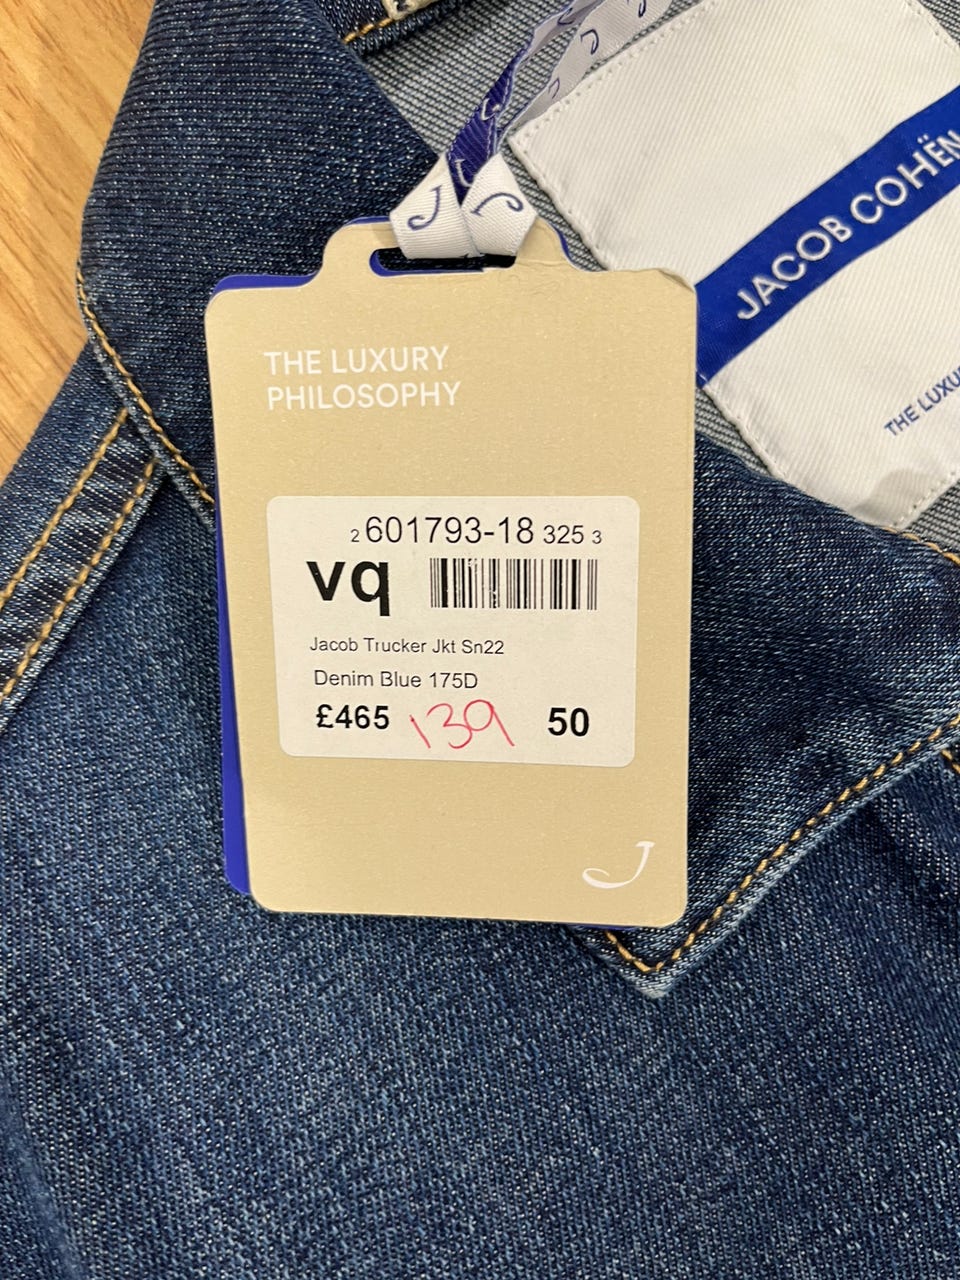 JACOB COHËN
THE LUXU
THE LUXURY
PHILOSOPHY
2 601793-18 325 3
vq
Jacob Trucker Jkt Sn22
Denim Blue 175D
£465 139 50
J